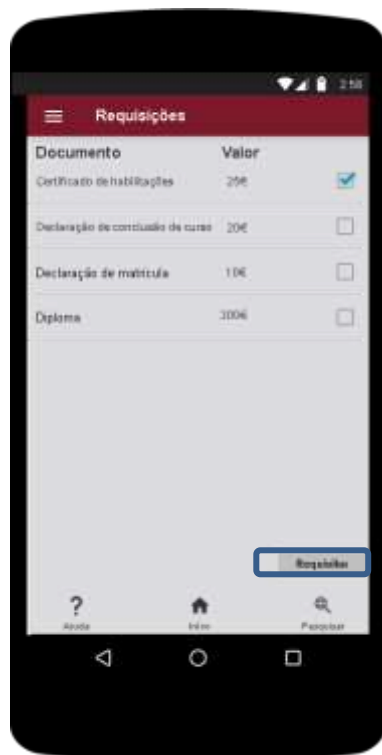 2:58
Requisições
Documento Valor
Certificado de habilitações 25€
Declaração de conclusão de curso 20€
Declaração de matrícula 10€
Diploma 200€
Requisitar
? 
Ajuda Início Pesquisar